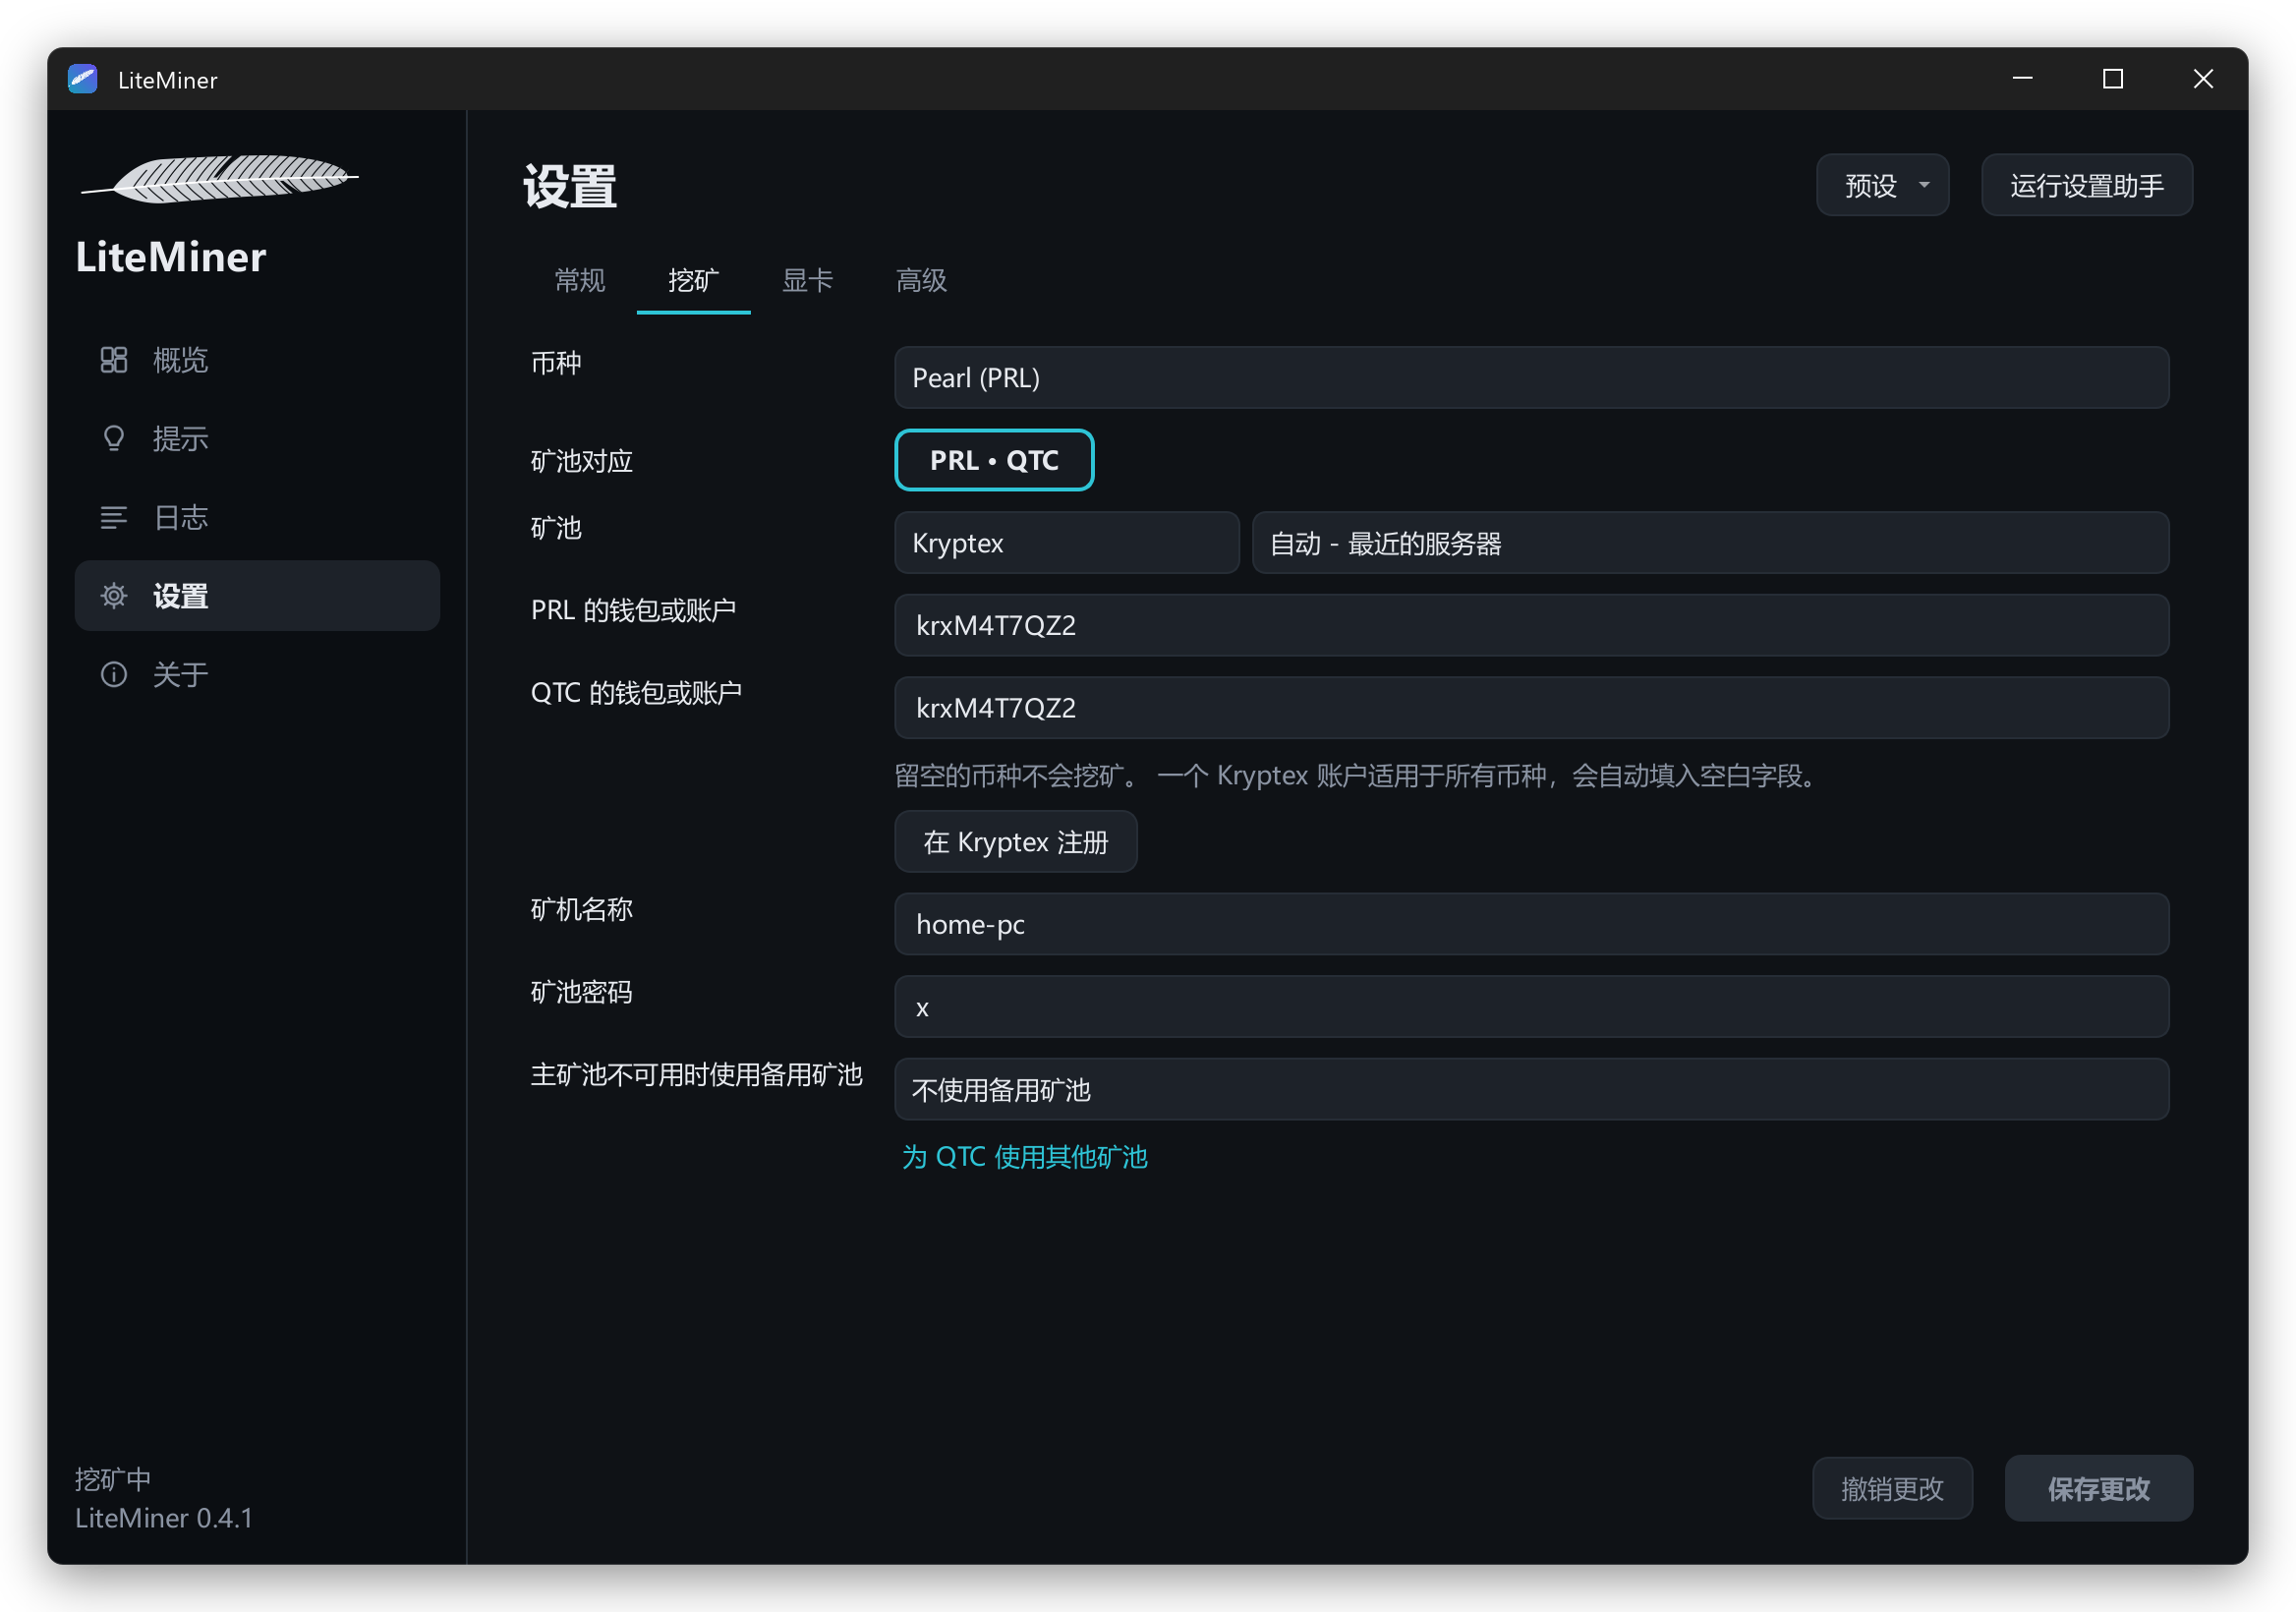 LiteMiner
LiteMiner
概览
提示
日志
设置
关于
挖矿中
LiteMiner 0.4.1
设置
预设
运行设置助手
常规
挖矿
显卡
高级
币种
Pearl (PRL)
矿池对应
PRL • QTC
矿池
Kryptex
自动 - 最近的服务器
PRL 的钱包或账户
krxM4T7QZ2
QTC 的钱包或账户
krxM4T7QZ2
留空的币种不会挖矿。 一个 Kryptex 账户适用于所有币种，会自动填入空白字段。
在 Kryptex 注册
矿机名称
home-pc
矿池密码
x
主矿池不可用时使用备用矿池
不使用备用矿池
为 QTC 使用其他矿池
撤销更改
保存更改